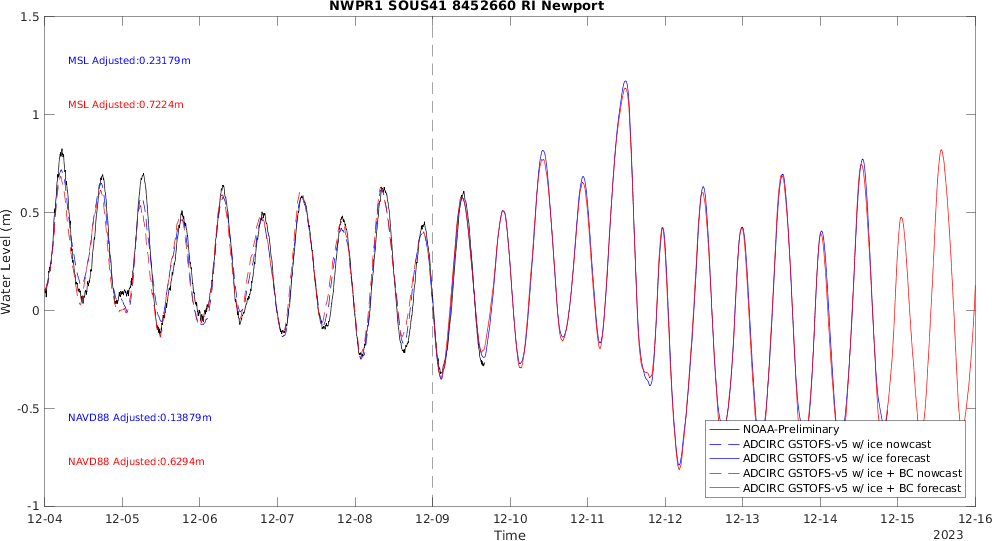 NWPR1 SOUS41 8452660 RI Newport
1.5
MSL Adjusted:0.23179m
MSL Adjusted:0.7224m
1
0.5
Water Level (m)
0
-0.5
NAVD88 Adjusted:0.13879m
NAVD88 Adjusted:0.6294m
NOAA-Preliminary
ADCIRC GSTOFS-v5 w/ ice nowcast
ADCIRC GSTOFS-v5 w/ ice forecast
ADCIRC GSTOFS-v5 w/ ice + BC nowcast
ADCIRC GSTOFS-v5 w/ ice + BC forecast
-1
12-04 12-05 12-06 12-07 12-08 12-09 12-10 12-11 12-12 12-13 12-14 12-15 12-16
Time
2023